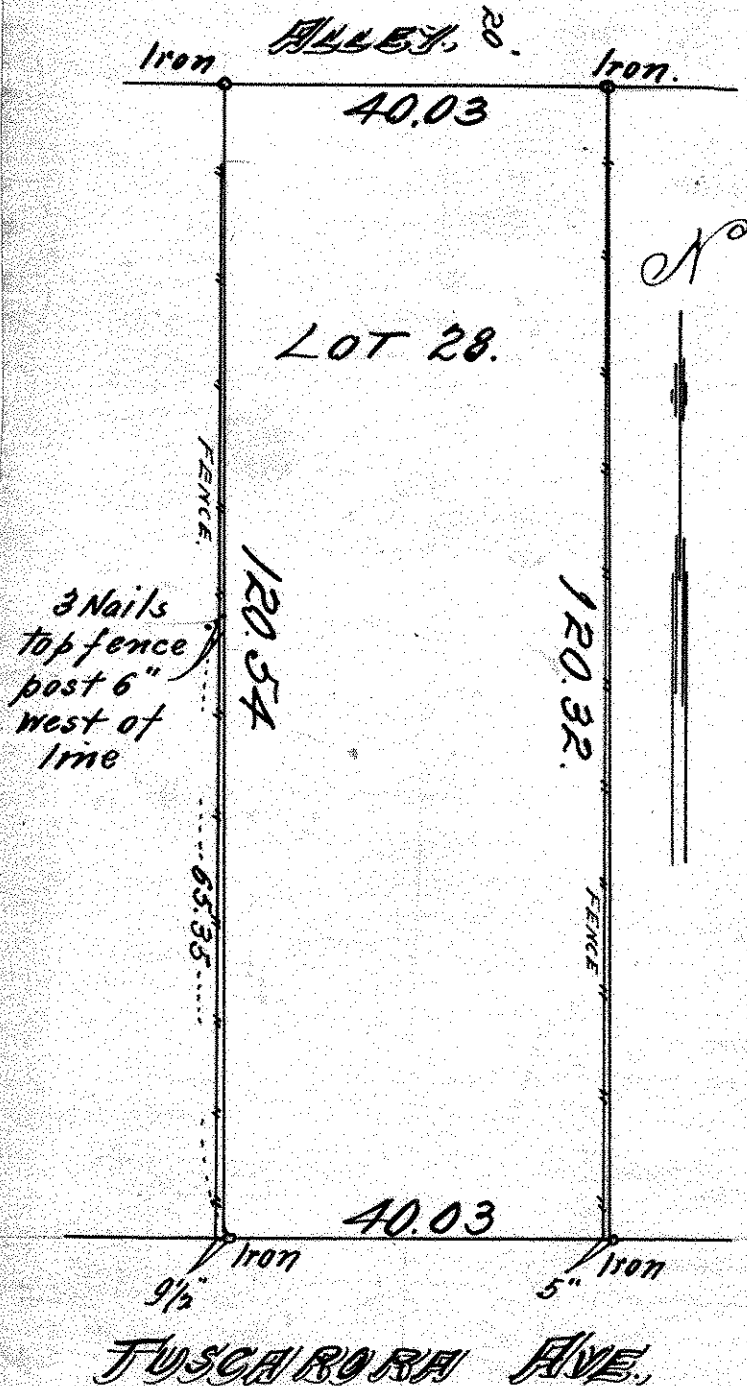 ALLEY. 20'
Iron
Iron.
40.03
N
LOT 28.
FENCE.
120.54
120.32.
3 Nails
top fence
post 6"
west of
line
65.35
FENCE
40.03
Iron
Iron
9½"
5"
TUSCARORA AVE.